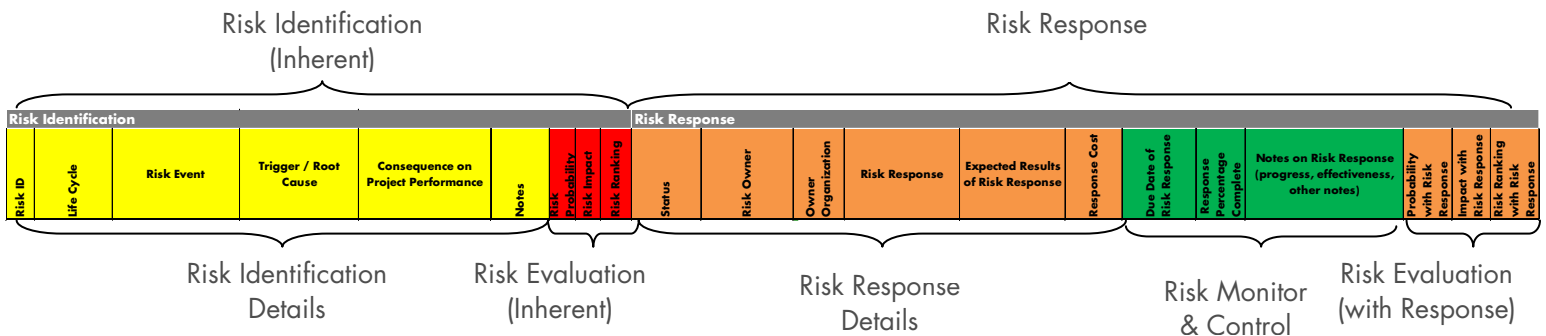 Risk Identification
(Inherent)
Risk Response
Risk Identification
Risk Response
Risk ID
Life Cycle
Risk Event
Trigger / Root
Cause
Consequence on
Project Performance
Notes
Risk
Probability
Risk Impact
Risk Ranking
Status
Risk Owner
Owner
Organization
Risk Response
Expected Results
of Risk Response
Response Cost
Due Date of
Risk Response
Response
Percentage
Complete
Notes on Risk Response
(progress, effectiveness,
other notes)
Probability
with Risk
Response
Impact with
Risk Response
Risk Ranking
with Risk
Response
Risk Identification
Details
Risk Evaluation
(Inherent)
Risk Response
Details
Risk Monitor
& Control
Risk Evaluation
(with Response)